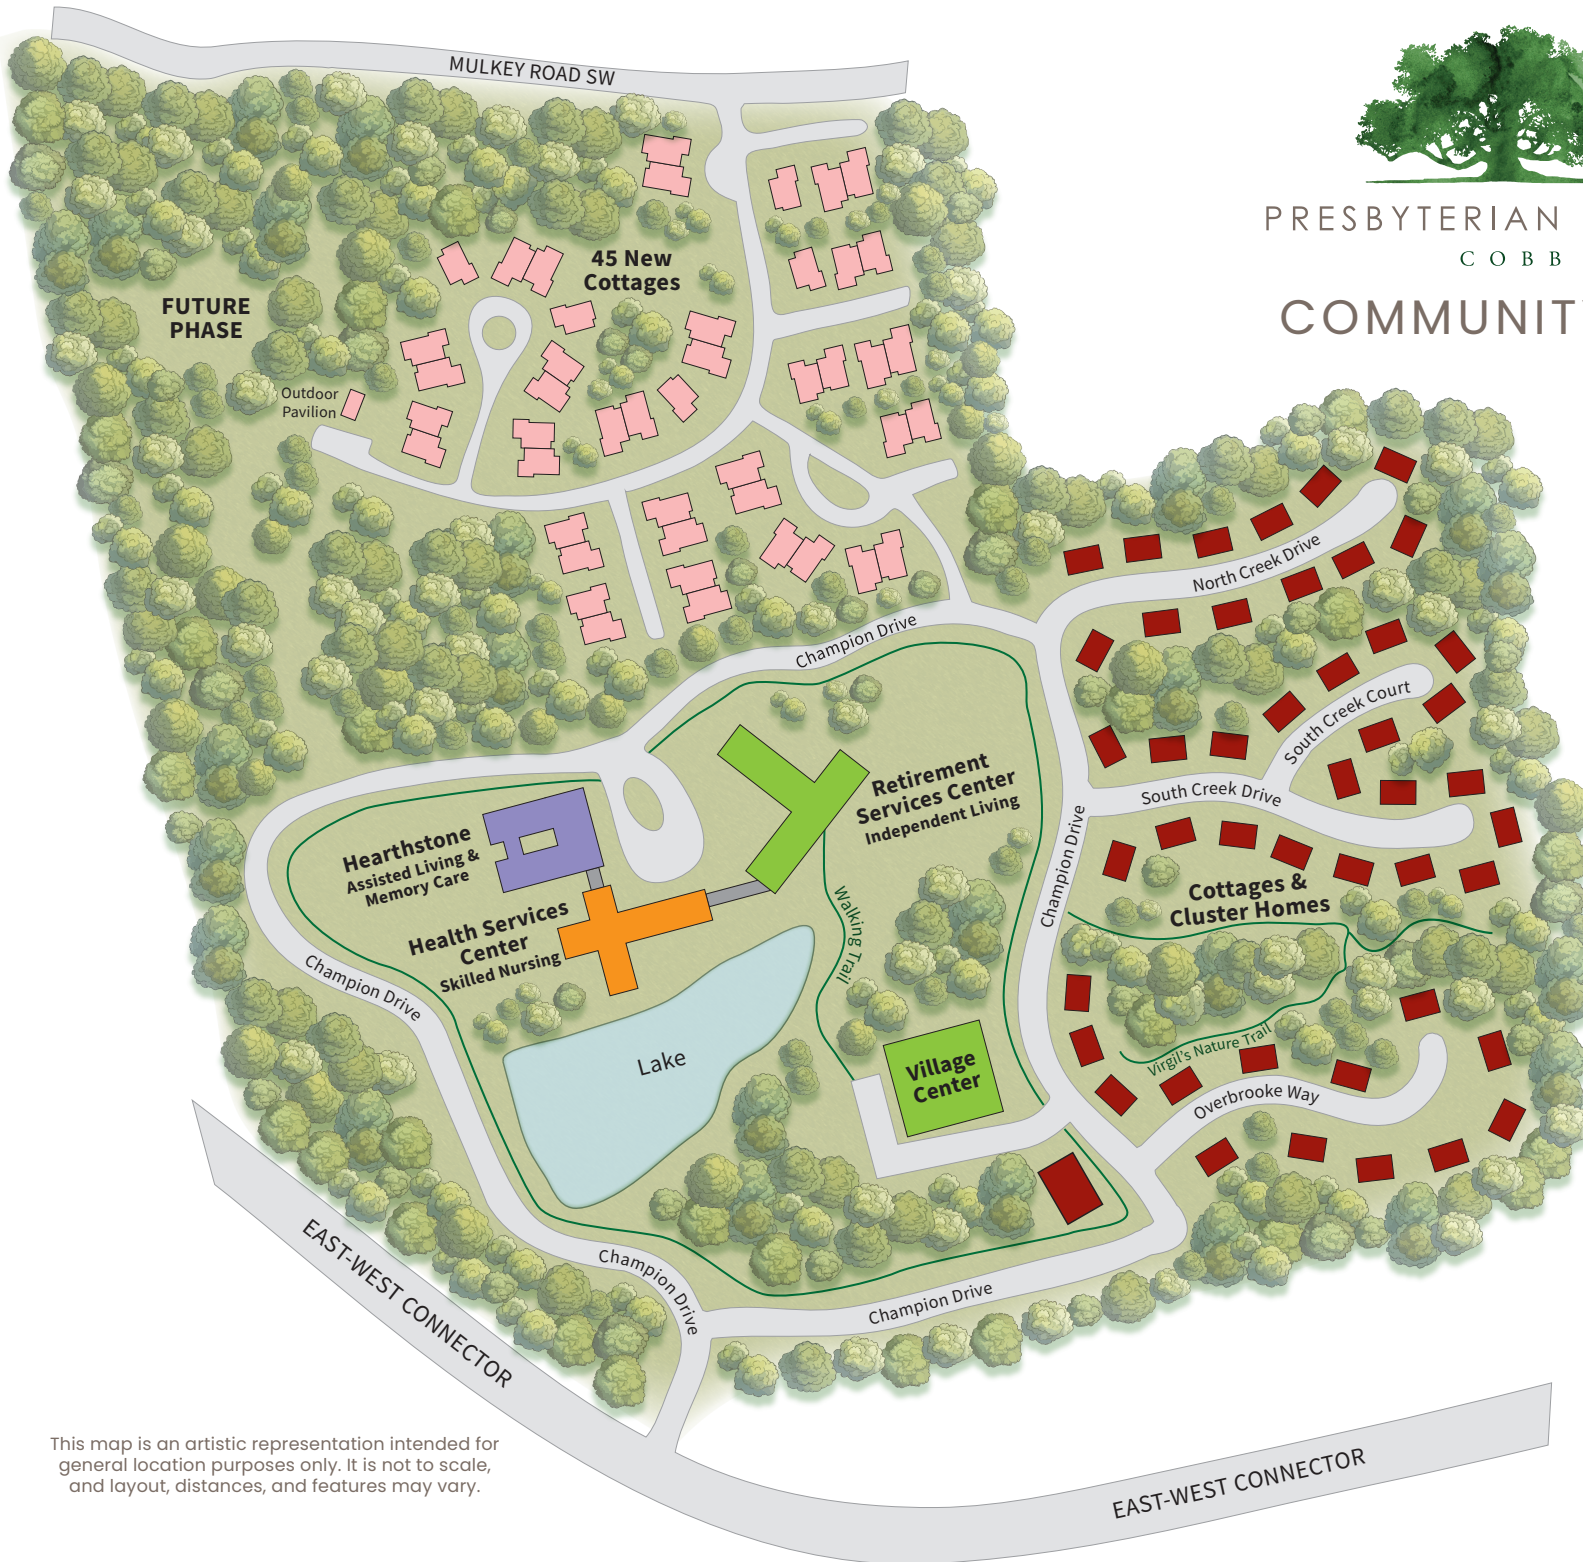 MULKEY ROAD SW
PRESBYTERIAN
COBB
COMMUNIT
45 New
Cottages
FUTURE
PHASE
Outdoor
Pavilion
North Creek Drive
Champion Drive
South Creek Court
Retirement
Services Center
Independent Living
South Creek Drive
Hearthstone
Assisted Living &
Memory Care
Champion Drive
Cottages &
Cluster Homes
Walking Trail
Health Services
Center
Skilled Nursing
Champion Drive
Lake
Village
Center
Virgil's Nature Trail
Overbrooke Way
EAST-WEST CONNECTOR
Champion Drive
Champion Drive
This map is an artistic representation intended for
general location purposes only. It is not to scale,
and layout, distances, and features may vary.
EAST-WEST CONNECTOR